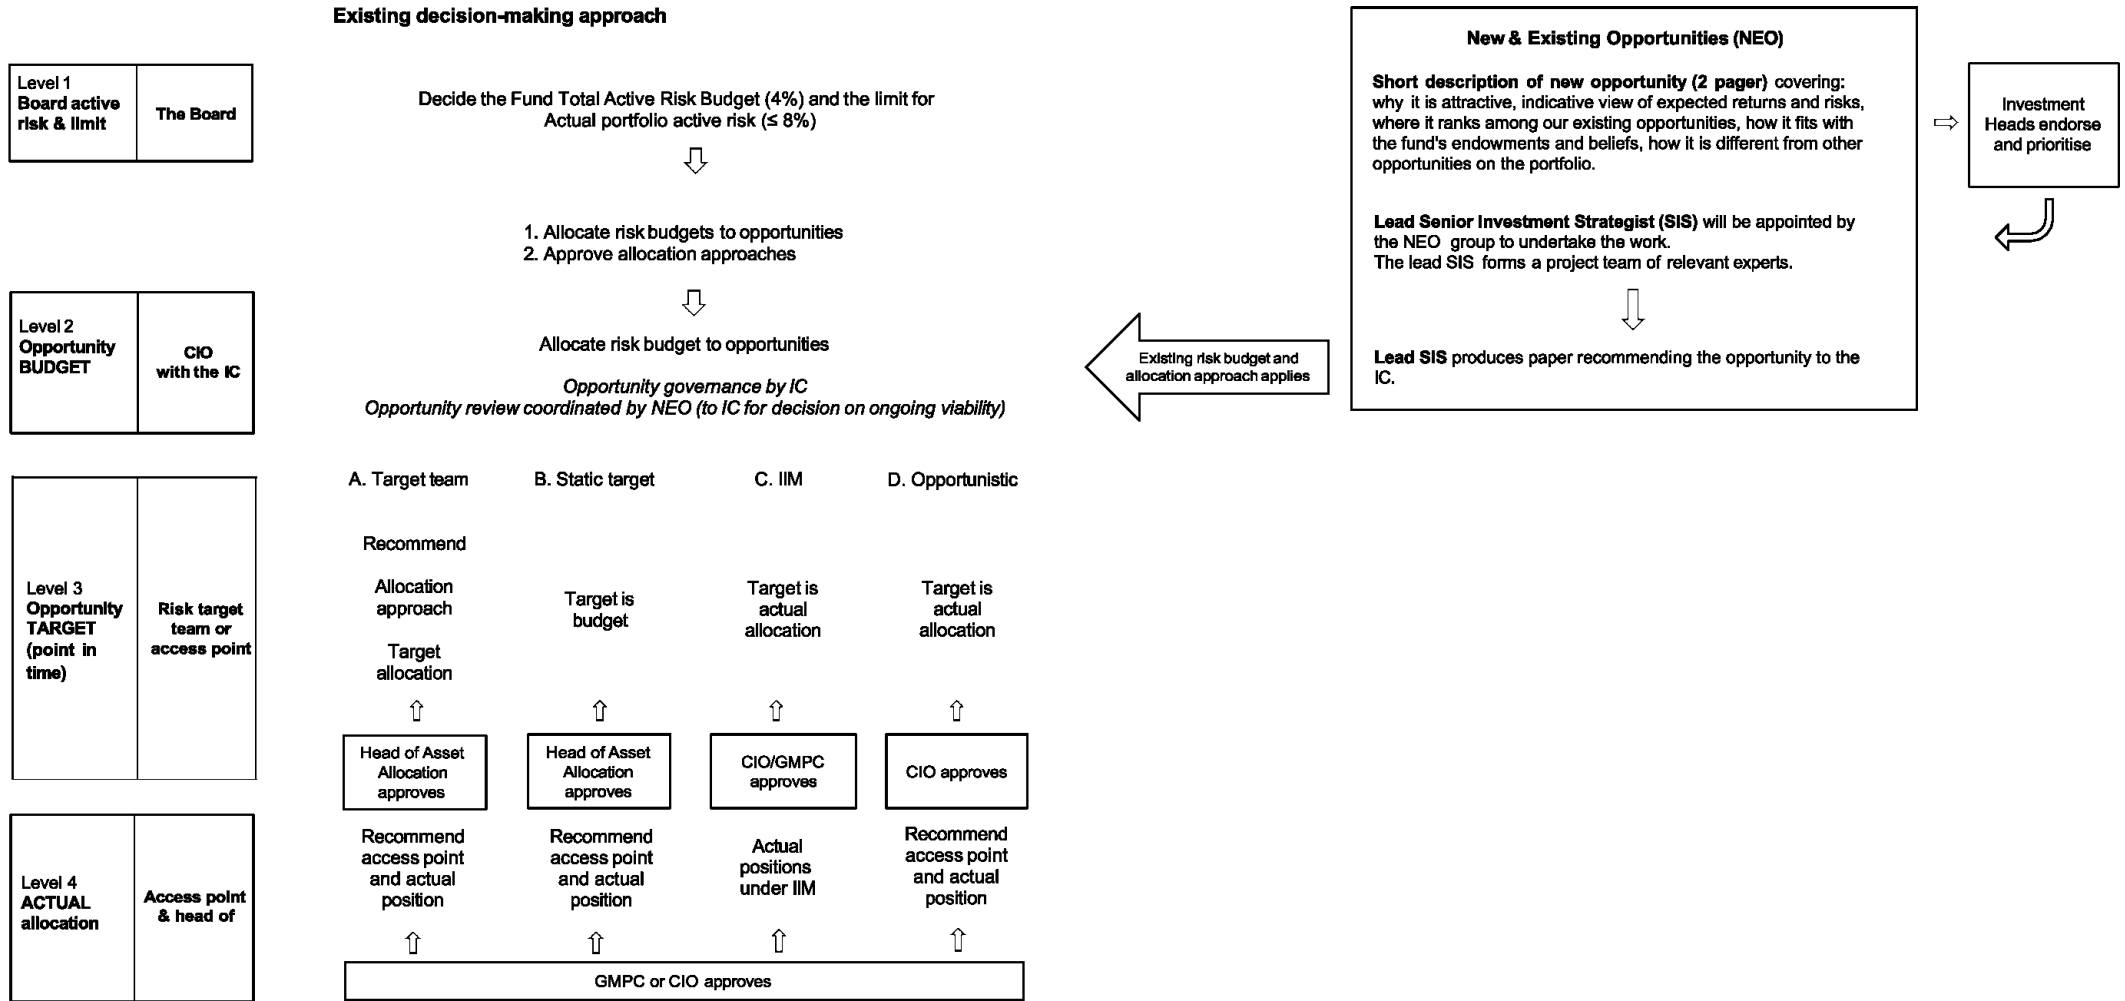 Existing decision-making approach
Level 1
Board active
risk & limit
The Board
Decide the Fund Total Active Risk Budget (4%) and the limit for
Actual portfolio active risk (≤ 8%)
1. Allocate risk budgets to opportunities
2. Approve allocation approaches
Level 2
Opportunity
BUDGET
CIO
with the IC
Allocate risk budget to opportunities
Opportunity governance by IC
Opportunity review coordinated by NEO (to IC for decision on ongoing viability)
Existing risk budget and
allocation approach applies
New & Existing Opportunities (NEO)
Short description of new opportunity (2 pager) covering:
why it is attractive, indicative view of expected returns and risks,
where it ranks among our existing opportunities, how it fits with
the fund's endowments and beliefs, how it is different from other
opportunities on the portfolio.
Lead Senior Investment Strategist (SIS) will be appointed by
the NEO group to undertake the work.
The lead SIS forms a project team of relevant experts.
Lead SIS produces paper recommending the opportunity to the
IC.
Investment
Heads endorse
and prioritise
Level 3
Opportunity
TARGET
(point in
time)
Risk target
team or
access point
A. Target team
Recommend
Allocation
approach
Target
allocation
Head of Asset
Allocation
approves
B. Static target
Target is
budget
Head of Asset
Allocation
approves
C. IIM
Target is
actual
allocation
CIO/GMPC
approves
D. Opportunistic
Target is
actual
allocation
CIO approves
Level 4
ACTUAL
allocation
Access point
& head of
Recommend
access point
and actual
position
Recommend
access point
and actual
position
Actual
positions
under IIM
Recommend
access point
and actual
position
GMPC or CIO approves